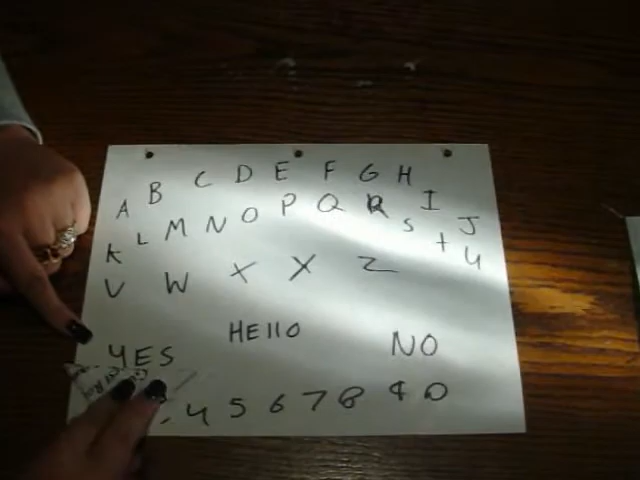 A B C D E F G H I J
K L M N O P Q R S t u
V W X X Z
YES HEllO NO
4 5 6 7 8 9 0